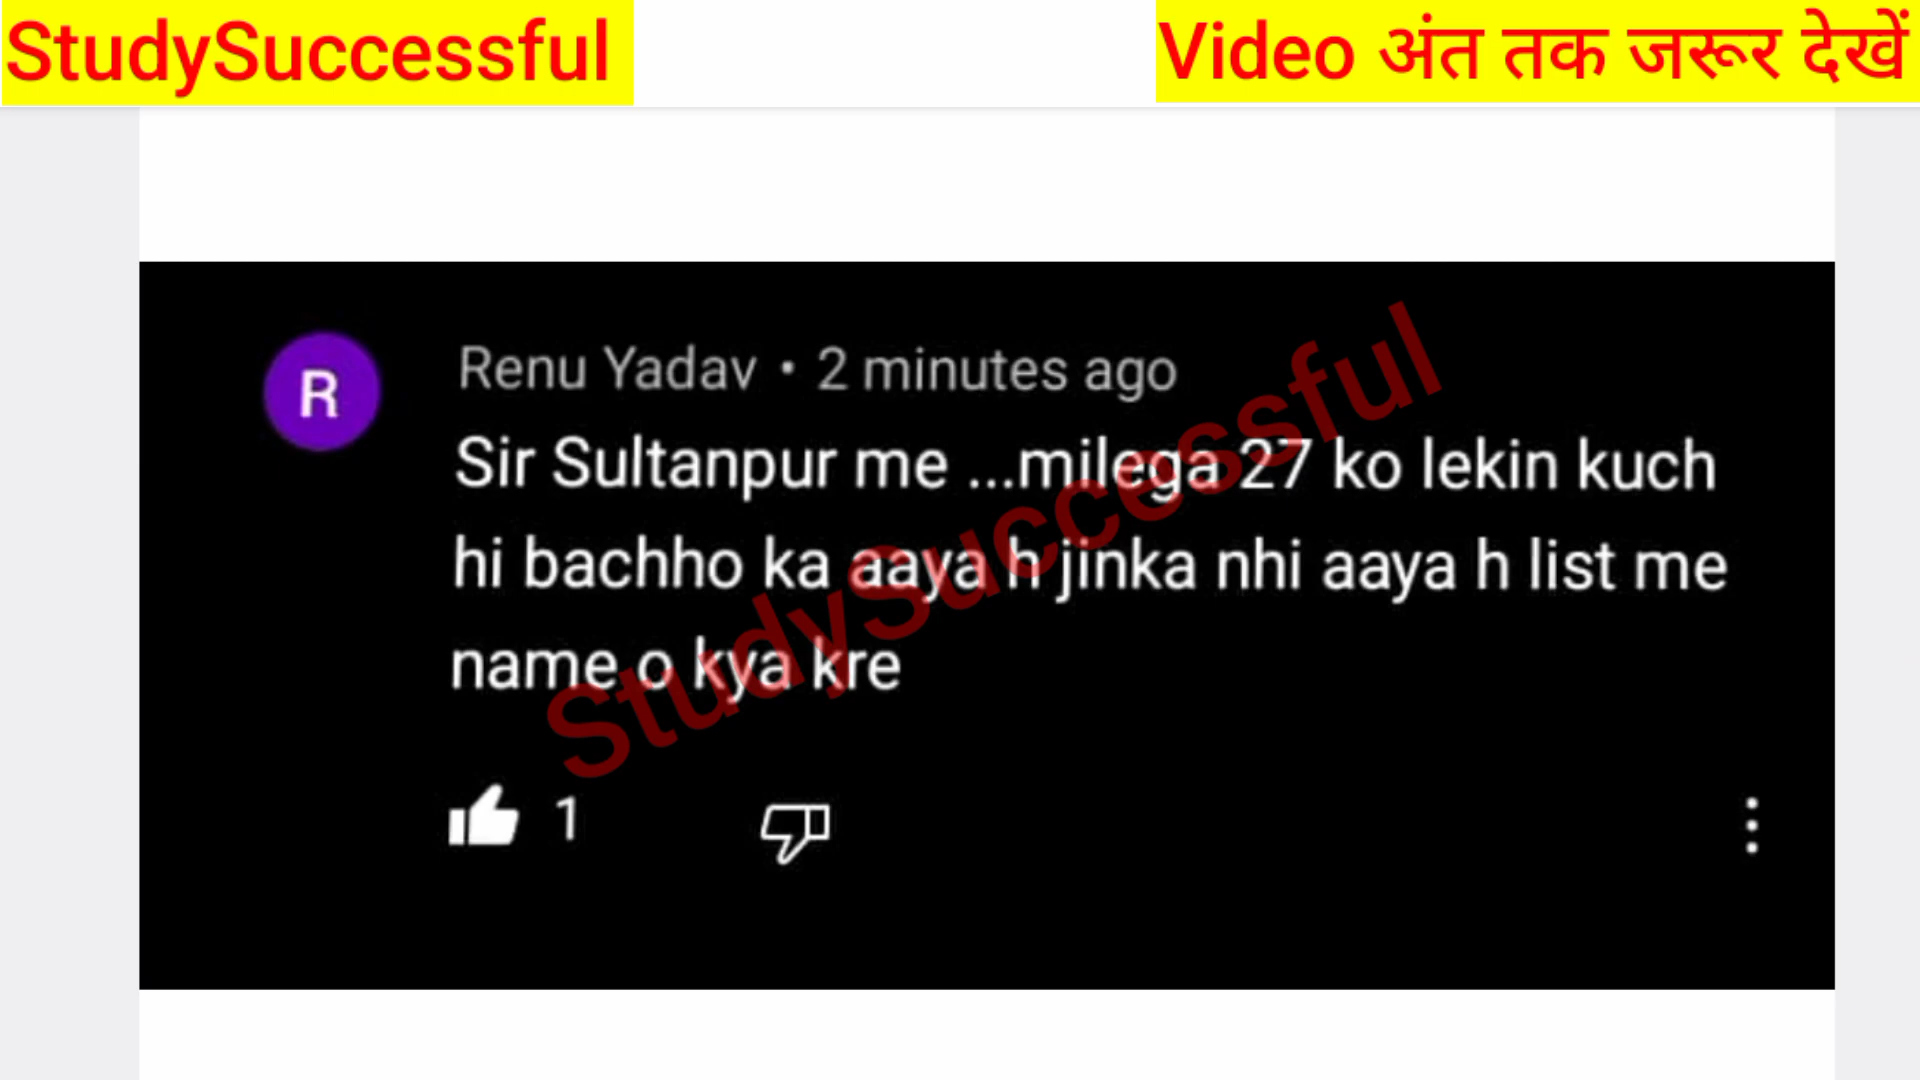 StudySuccessful
Video अंत तक जरूर देखें
R
Renu Yadav • 2 minutes ago
Sir Sultanpur me ...milega 27 ko lekin kuch
hi bachho ka aaya h jinka nhi aaya h list me
name o kya kre
StudySuccessful
1